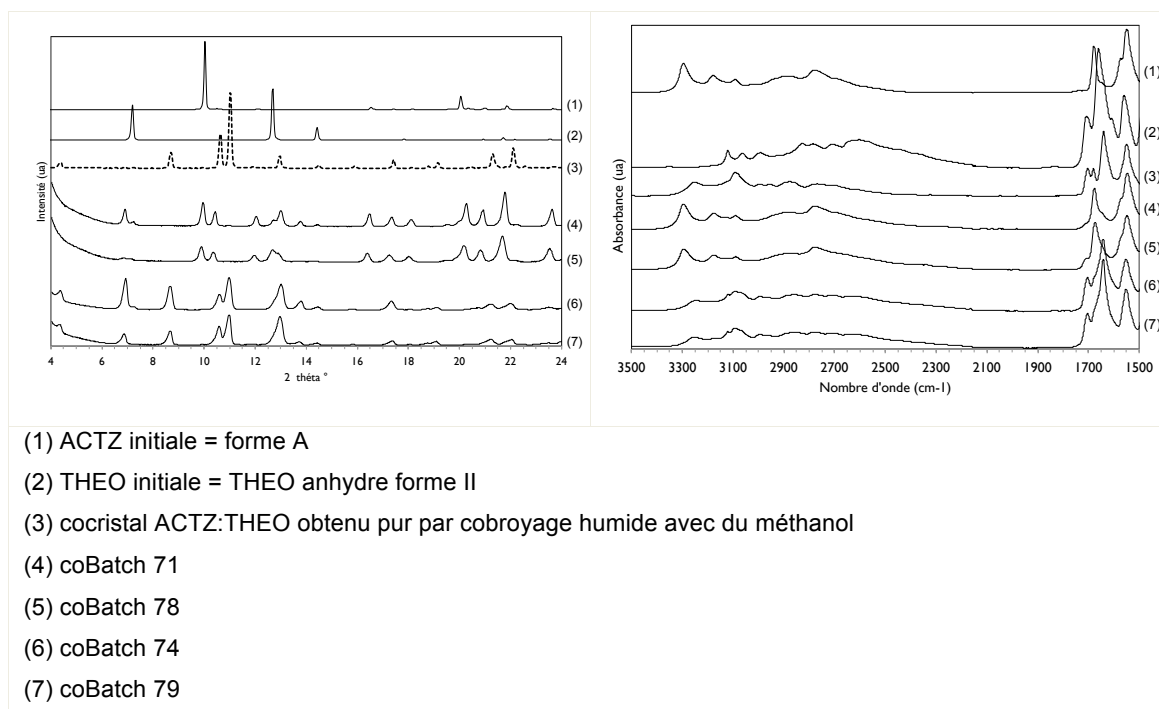 Intensité (ua)
(1)
(2)
(3)
(4)
(5)
(6)
(7)
4 6 8 10 12 14 16 18 20 22 24
2 théta °
Absorbance (ua)
(1)
(2)
(3)
(4)
(5)
(6)
(7)
3500 3300 3100 2900 2700 2500 2300 2100 1900 1700 1500
Nombre d'onde (cm-1)
(1) ACTZ initiale = forme A
(2) THEO initiale = THEO anhydre forme II
(3) cocristal ACTZ:THEO obtenu pur par cobroyage humide avec du méthanol
(4) coBatch 71
(5) coBatch 78
(6) coBatch 74
(7) coBatch 79